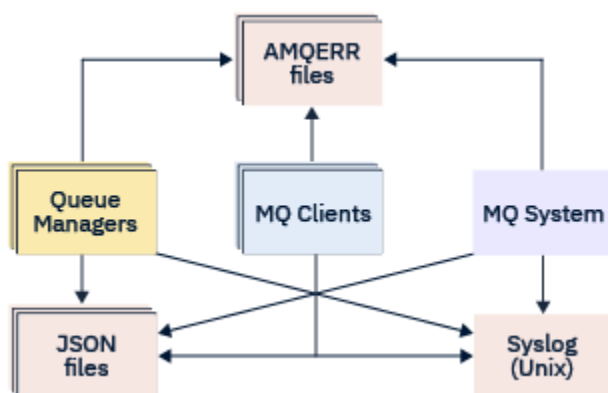 AMQERR
files
Queue
Managers
MQ Clients
MQ System
JSON
files
Syslog
(Unix)